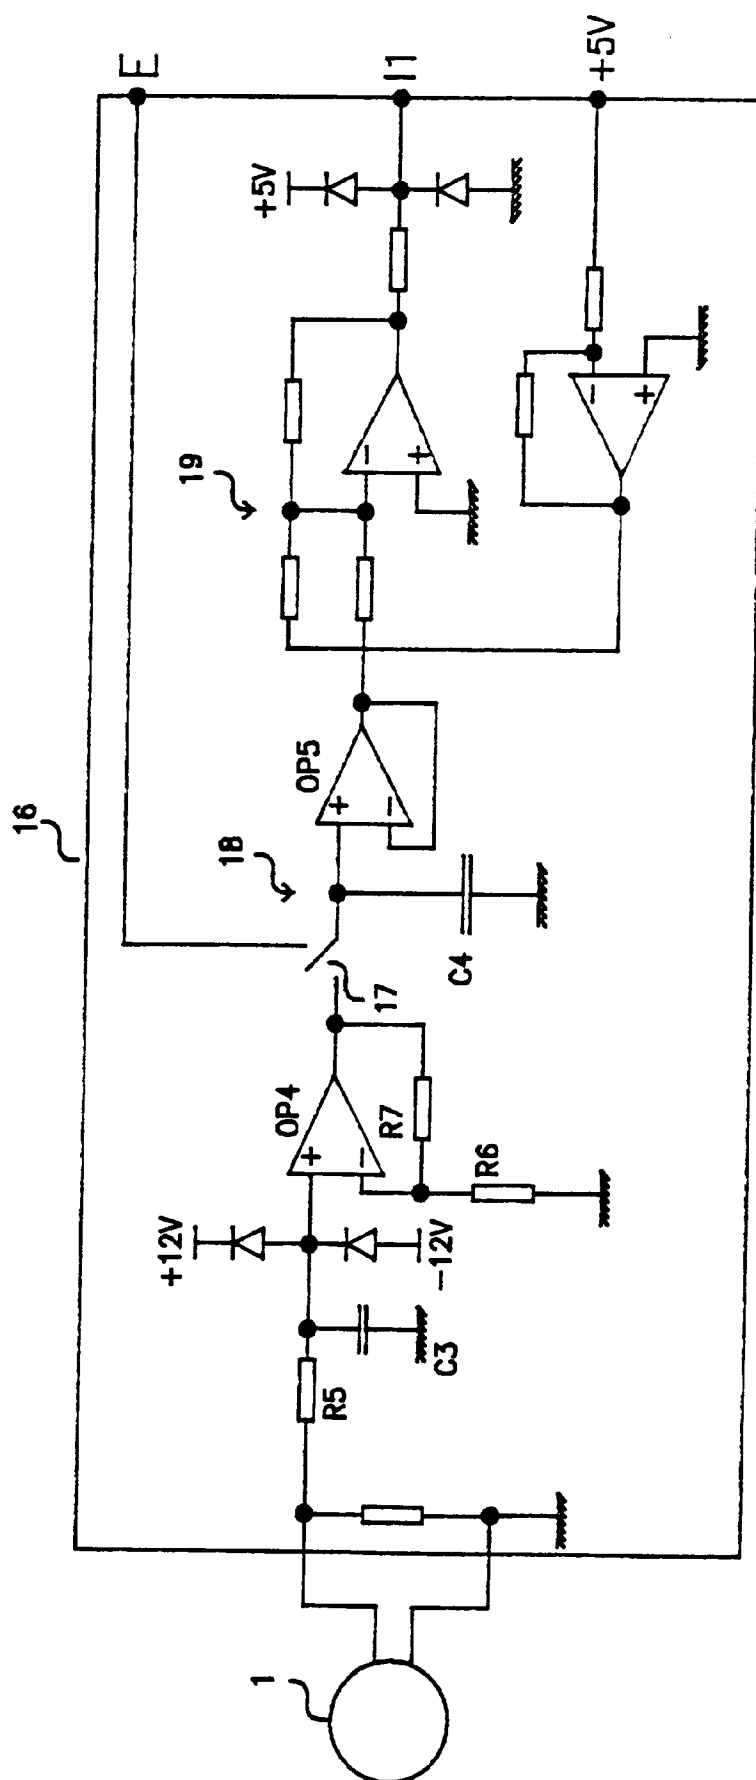 16
E
I1
+5V
19
+5V
18
OP5
+
−
−
+
−
+
17
C4
OP4
+
−
R7
R6
+12V
−12V
C3
R5
1